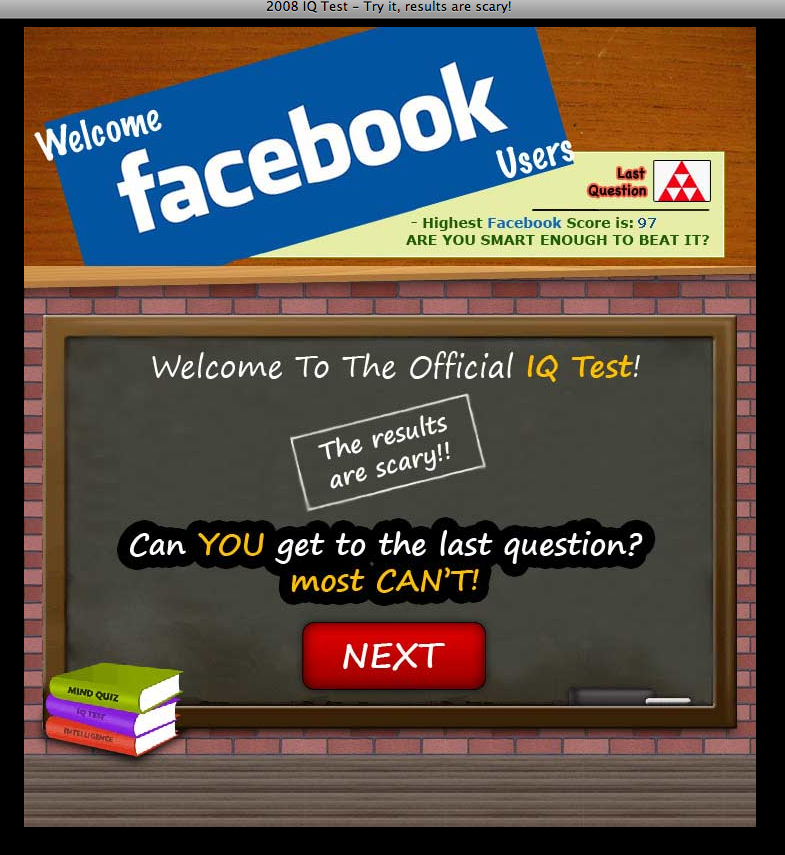 2008 IQ Test – Try it, results are scary!
Welcome
facebook
Users
Last
Question
- Highest Facebook Score is: 97
ARE YOU SMART ENOUGH TO BEAT IT?
Welcome To The Official IQ Test!
The results
are scary!!
Can YOU get to the last question?
most CAN'T!
NEXT
MIND QUIZ
IQ TEST
INTELLIGENCE